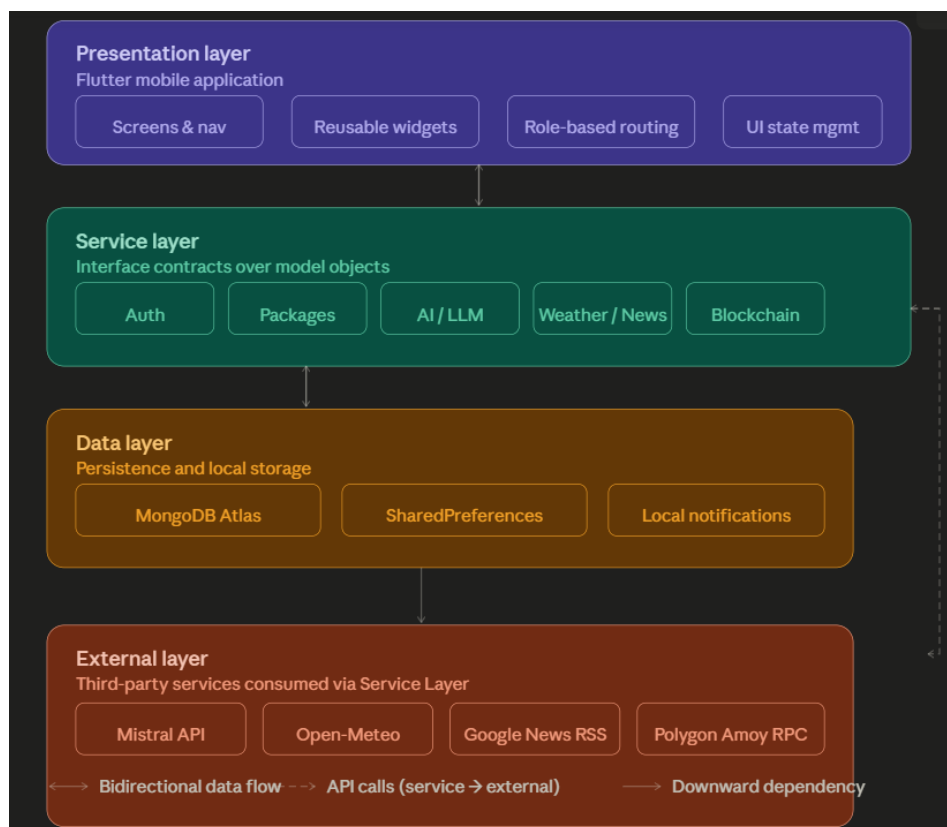 Presentation layer
Flutter mobile application
Screens & nav
Reusable widgets
Role-based routing
UI state mgmt
Service layer
Interface contracts over model objects
Auth
Packages
AI / LLM
Weather / News
Blockchain
Data layer
Persistence and local storage
MongoDB Atlas
SharedPreferences
Local notifications
External layer
Third-party services consumed via Service Layer
Mistral API
Open-Meteo
Google News RSS
Polygon Amoy RPC
Bidirectional data flow
API calls (service → external)
Downward dependency